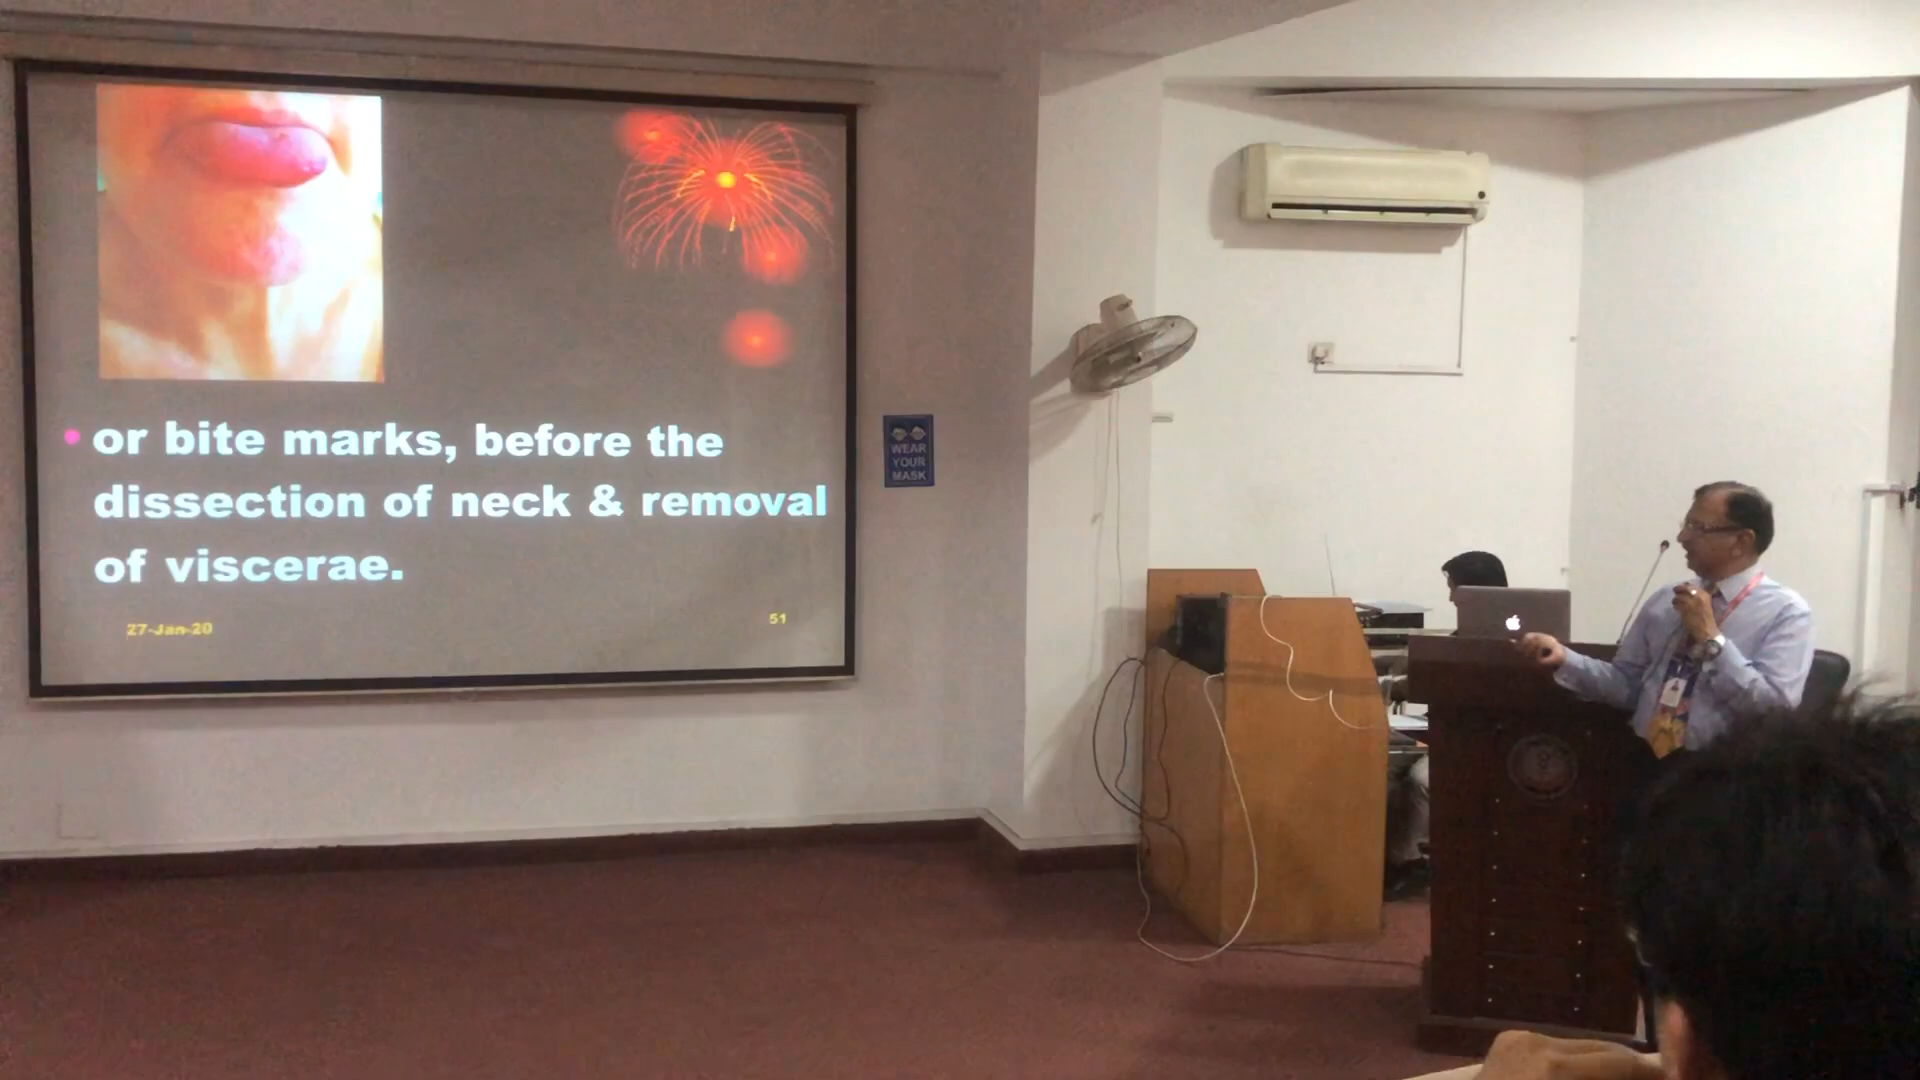 • or bite marks, before the
dissection of neck & removal
of viscerae.
27-Jan-20
51
WEAR
YOUR
MASK